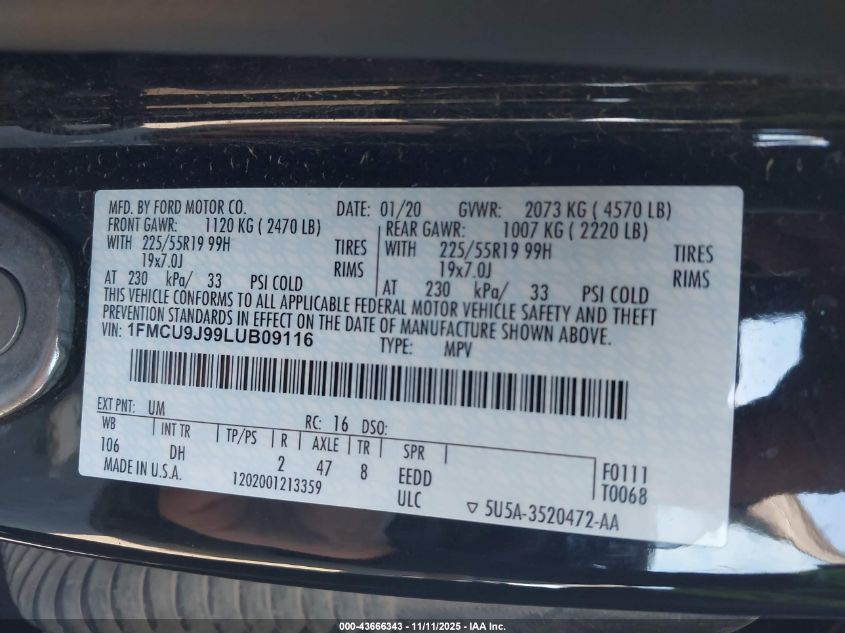 MFD. BY FORD MOTOR CO. DATE: 01/20 GVWR: 2073 KG ( 4570 LB)
FRONT GAWR: 1120 KG ( 2470 LB) REAR GAWR: 1007 KG ( 2220 LB)
WITH 225/55R19 99H TIRES WITH 225/55R19 99H TIRES
19x7.0J RIMS 19x7.0J RIMS
AT 230 kPa/ 33 PSI COLD AT 230 kPa/ 33 PSI COLD
THIS VEHICLE CONFORMS TO ALL APPLICABLE FEDERAL MOTOR VEHICLE SAFETY AND THEFT
PREVENTION STANDARDS IN EFFECT ON THE DATE OF MANUFACTURE SHOWN ABOVE.
VIN: 1FMCU9J99LUB09116 TYPE: MPV
EXT PNT: UM RC: 16 DSO:
WB INT TR TP/PS R AXLE TR SPR
106 DH 2 47 8 EEDD F0111
MADE IN U.S.A. 1202001213359 ULC T0068
5U5A-3520472-AA
000-43666343 - 11/11/2025 - IAA Inc.